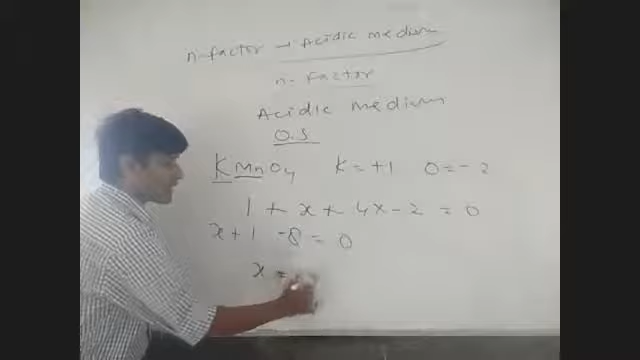 n-factor → Acidic medium
n- Factor
Acidic medium
O.S
KMnO4 K=+1 O=-2
1 + x + 4x-2 = 0
x+1 -8 = 0
x =